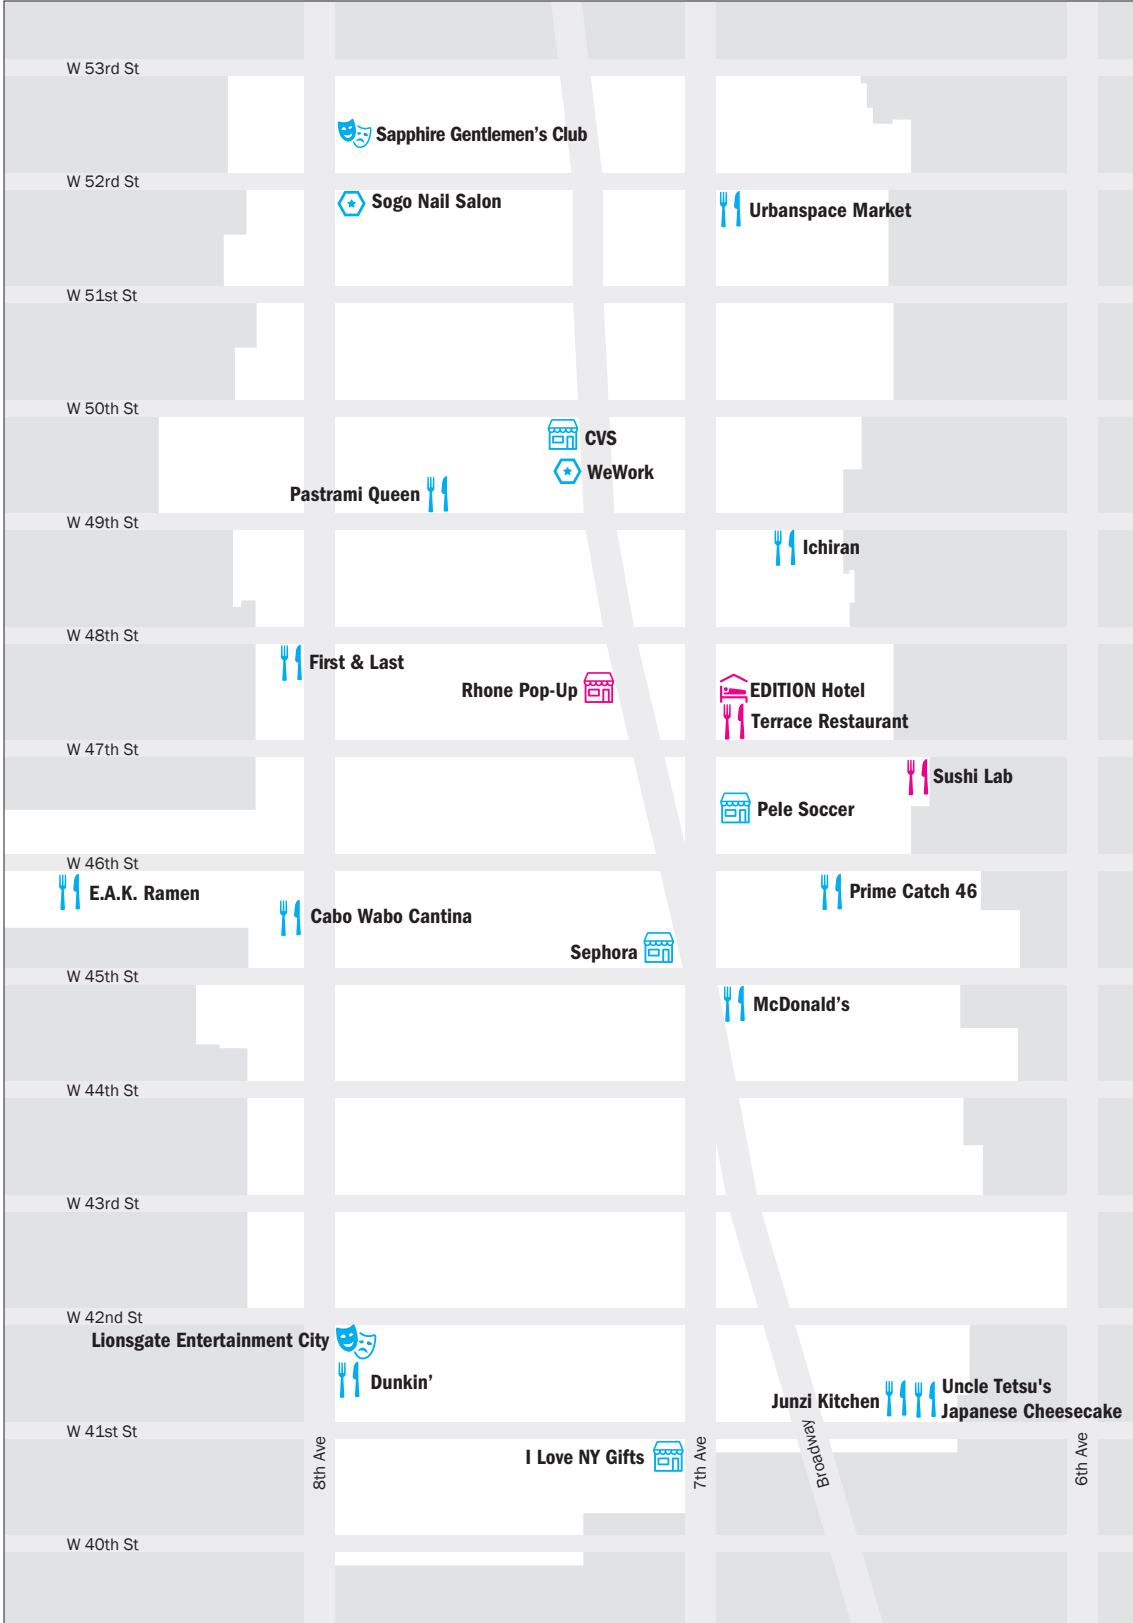 W 53rd St
Sapphire Gentlemen's Club
W 52rd St
Sogo Nail Salon
Urbanspace Market
W 51st St
W 50th St
CVS
WeWork
Pastrami Queen
W 49th St
Ichiran
W 48th St
First & Last
Rhone Pop-Up
EDITION Hotel
Terrace Restaurant
W 47th St
Sushi Lab
Pele Soccer
W 46th St
E.A.K. Ramen
Prime Catch 46
Cabo Wabo Cantina
Sephora
W 45th St
McDonald's
W 44th St
W 43rd St
W 42nd St
Lionsgate Entertainment City
Dunkin'
Junzi Kitchen
Uncle Tetsu's
Japanese Cheesecake
W 41st St
I Love NY Gifts
8th Ave
7th Ave
Broadway
6th Ave
W 40th St